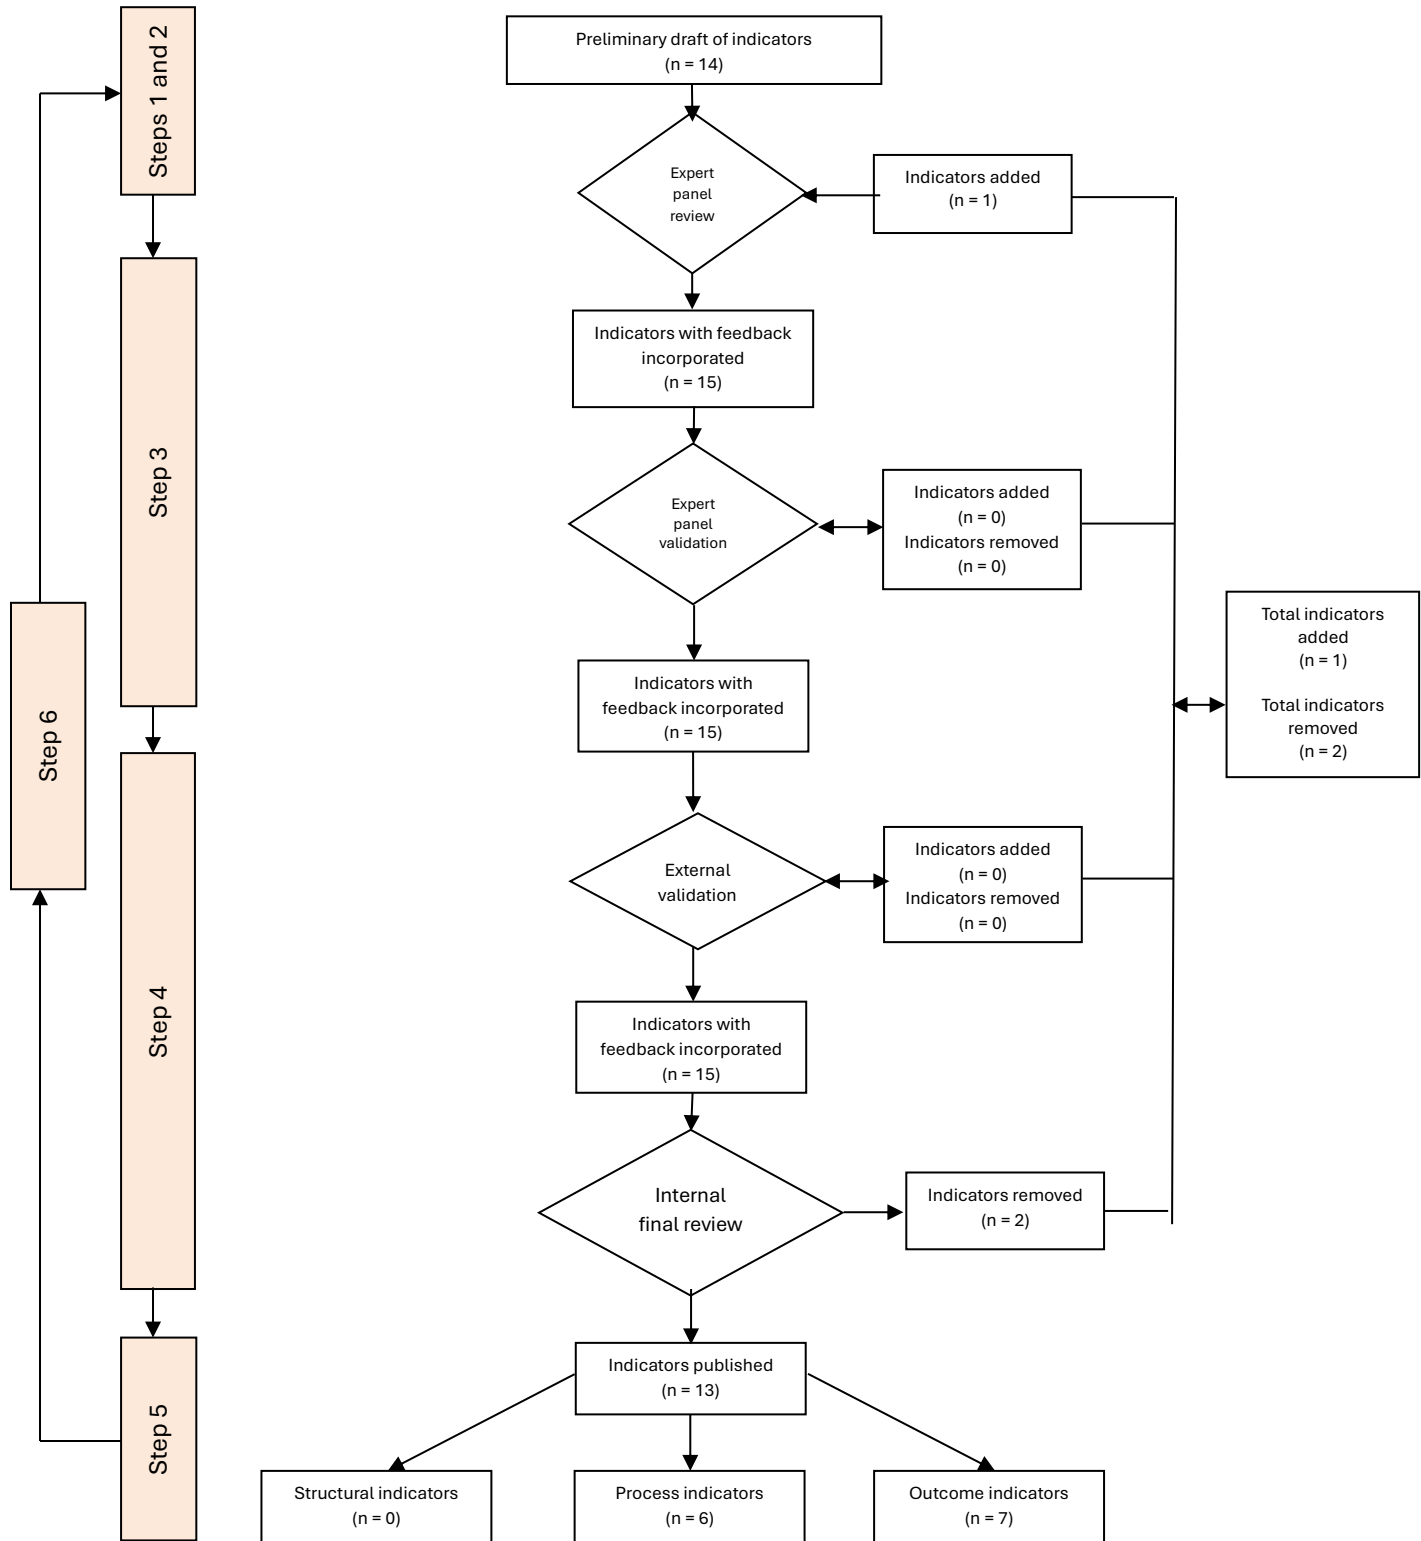 Steps 1 and 2
Step 3
Step 6
Step 4
Step 5
Preliminary draft of indicators
(n = 14)
Expert
panel
review
Indicators added
(n = 1)
Indicators with feedback
incorporated
(n = 15)
Expert
panel
validation
Indicators added
(n = 0)
Indicators removed
(n = 0)
Total indicators
added
(n = 1)
Total indicators
removed
(n = 2)
Indicators with
feedback incorporated
(n = 15)
External
validation
Indicators added
(n = 0)
Indicators removed
(n = 0)
Indicators with
feedback incorporated
(n = 15)
Internal
final review
Indicators removed
(n = 2)
Indicators published
(n = 13)
Structural indicators
(n = 0)
Process indicators
(n = 6)
Outcome indicators
(n = 7)